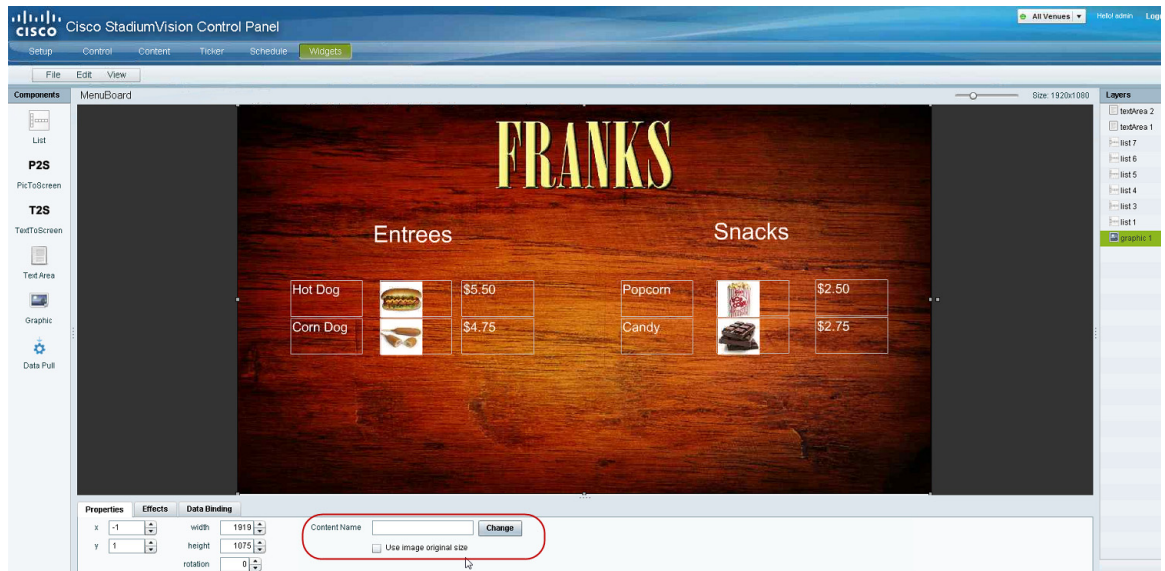 CISCO Cisco StadiumVision Control Panel
All Venues
Hello! admin
Setup Control Content Ticker Schedule Widgets
File Edit View
Components
MenuBoard
Size: 1920x1080
Layers
List
P2S
PicToScreen
T2S
TextToScreen
Text Area
Graphic
Data Pull
FRANKS
Entrees
Snacks
Hot Dog $5.50
Popcorn $2.50
Corn Dog $4.75
Candy $2.75
textArea 2
textArea 1
list 7
list 6
list 5
list 4
list 3
list 1
graphic 1
Properties Effects Data Binding
x -1 width 1919 Content Name Change
y 1 height 1075 Use image original size
rotation 0